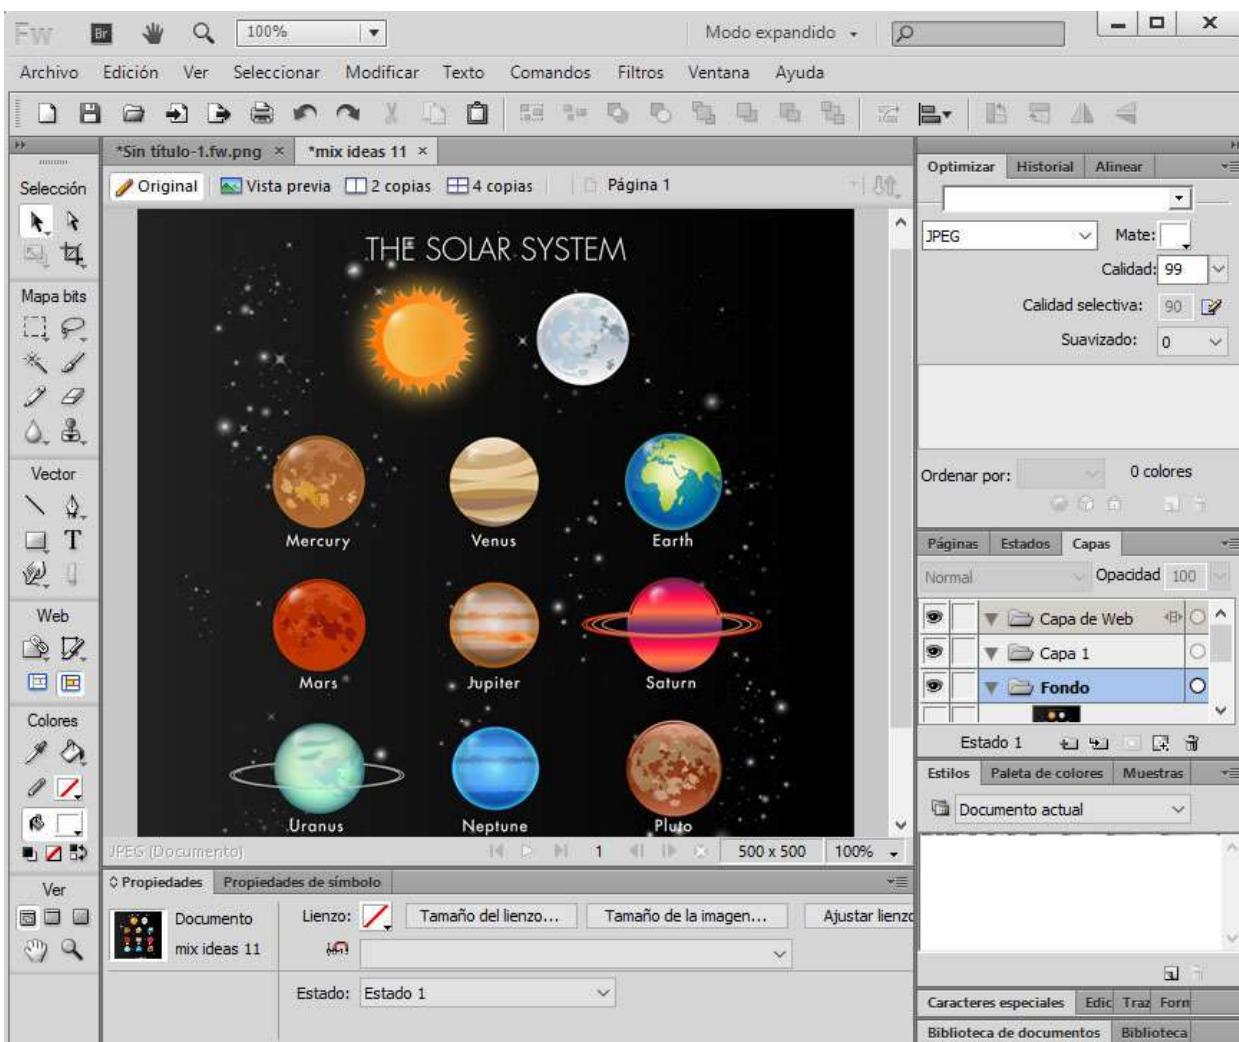 Fw Br 100% Modo expandido
Archivo Edición Ver Seleccionar Modificar Texto Comandos Filtros Ventana Ayuda
*Sin título-1.fw.png × *mix ideas 11 ×
Original Vista previa 2 copias 4 copias Página 1
Selección
Mapa bits
Vector
T
Web
Colores
Ver
THE SOLAR SYSTEM
Mercury Venus Earth
Mars Jupiter Saturn
Uranus Neptune Pluto
JPEG (Documento) 1 500 x 500 100%
Propiedades Propiedades de símbolo
Documento
mix ideas 11
Lienzo: Tamaño del lienzo... Tamaño de la imagen... Ajustar lienzo
Estado: Estado 1
Optimizar Historial Alinear
JPEG Mate:
Calidad: 99
Calidad selectiva: 90
Suavizado: 0
Ordenar por: 0 colores
Páginas Estados Capas
Normal Opacidad 100
Capa de Web
Capa 1
Fondo
Estado 1
Estilos Paleta de colores Muestras
Documento actual
Caracteres especiales Edic Traz Form
Biblioteca de documentos Biblioteca